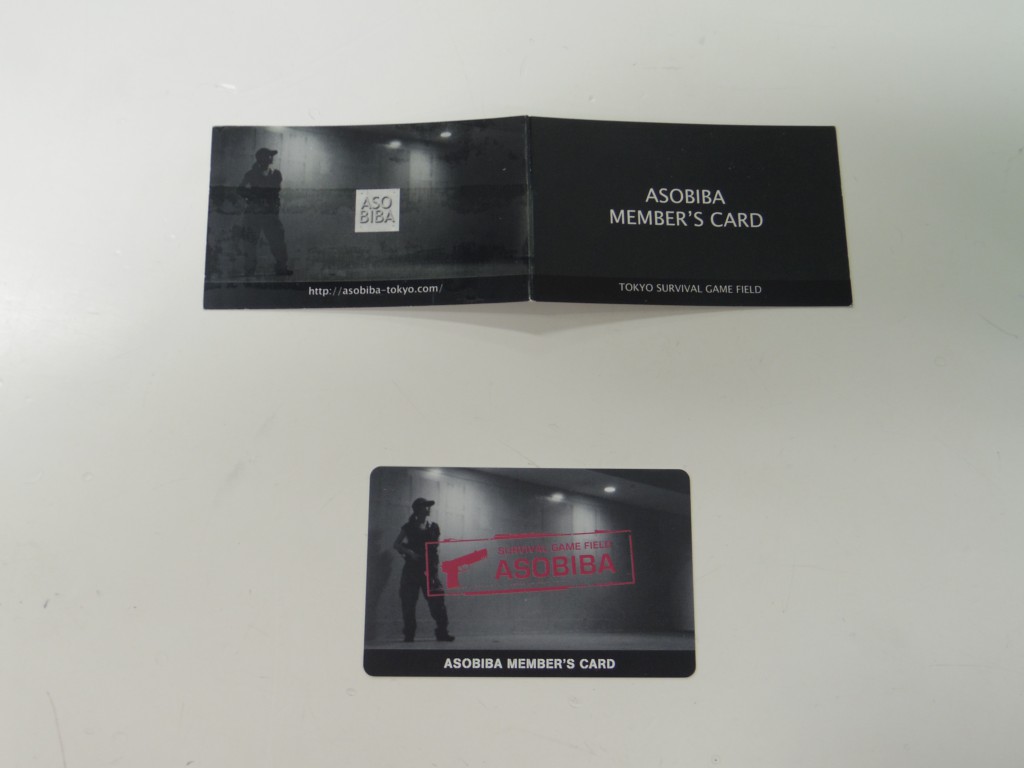 ASO
BIBA
http://asobiba-tokyo.com/
ASOBIBA
MEMBER'S CARD
TOKYO SURVIVAL GAME FIELD
SURVIVAL GAME FIELD
ASOBIBA
ASOBIBA MEMBER'S CARD